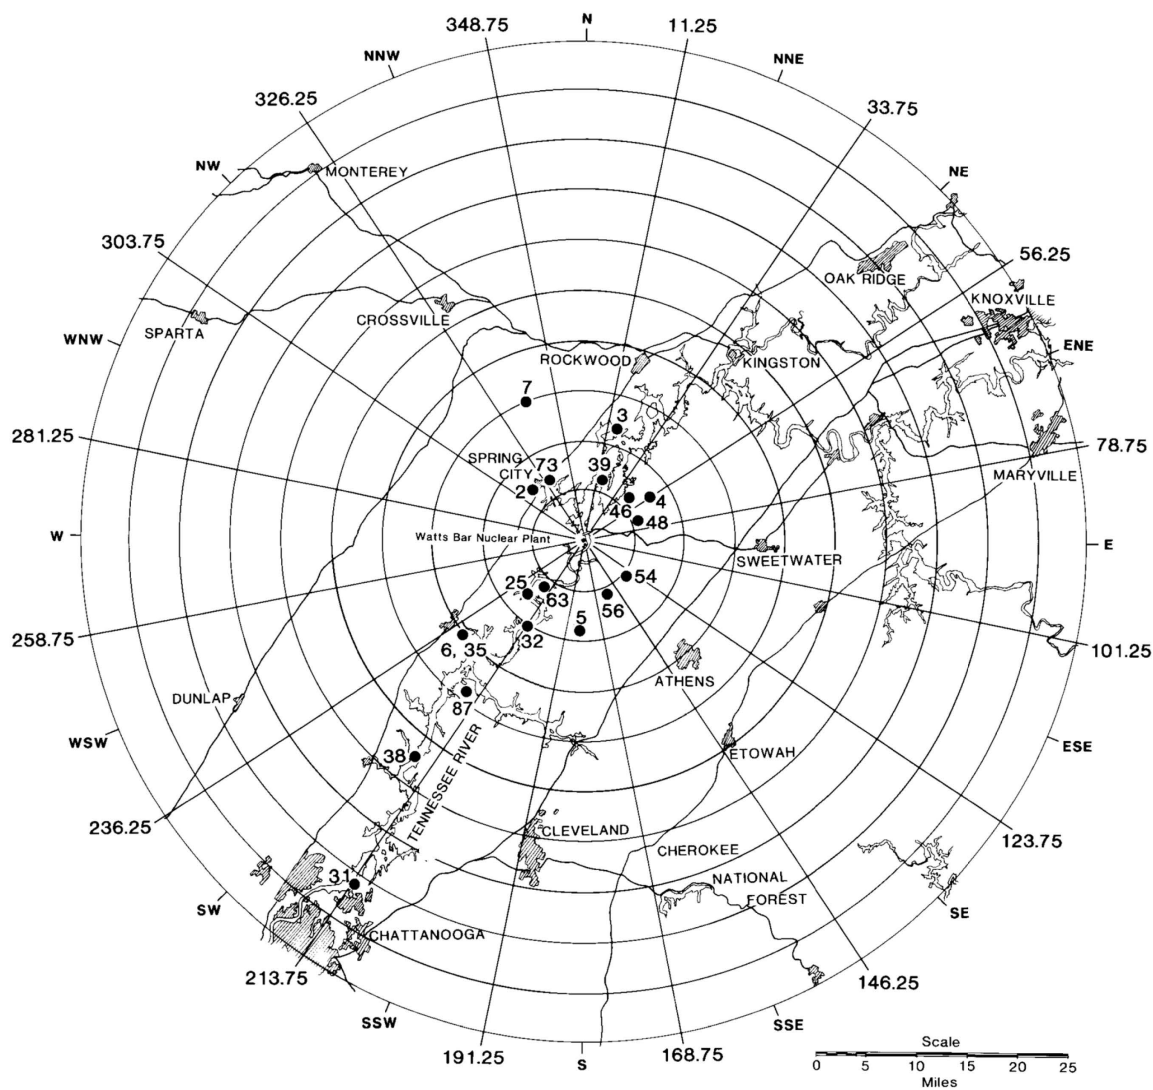 N
348.75
11.25
NNW
NNE
326.25
33.75
NW
MONTEREY
NE
303.75
56.25
OAK RIDGE
KNOXVILLE
SPARTA
CROSSVILLE
WNW
ENE
ROCKWOOD
KINGSTON
7
3
281.25
78.75
SPRING
CITY
73
39
MARYVILLE
2
46
4
48
W
Watts Bar Nuclear Plant
E
SWEETWATER
54
25
63
56
5
32
258.75
6, 35
101.25
ATHENS
DUNLAP
87
WSW
ESE
ETOWAH
38
TENNESSEE RIVER
236.25
CLEVELAND
123.75
CHEROKEE
31
NATIONAL
FOREST
SW
SE
CHATTANOOGA
213.75
146.25
SSW
SSE
191.25
S
168.75
Scale
0 5 10 15 20 25
Miles